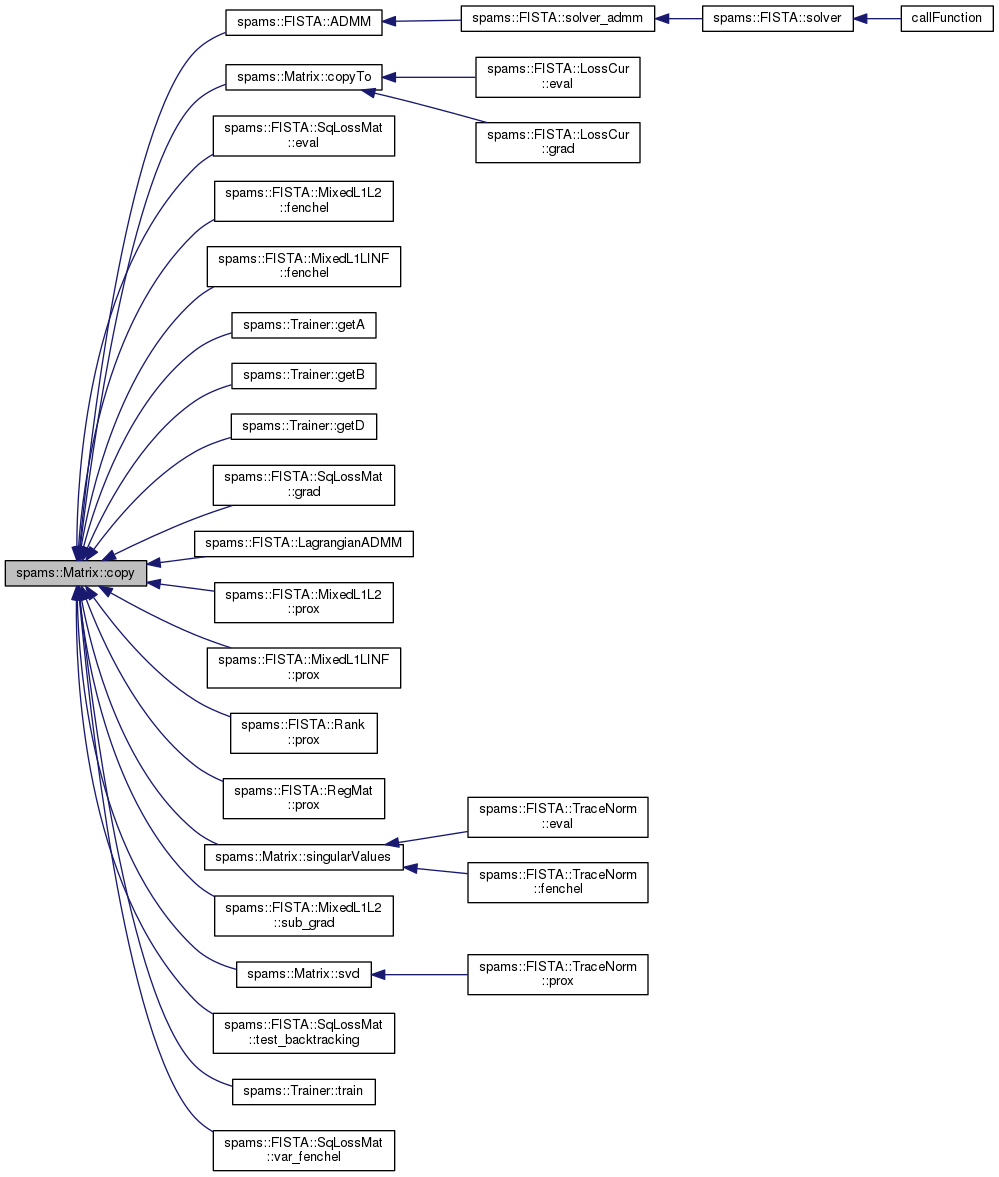 spams::FISTA::ADMM
spams::FISTA::solver_admm
spams::FISTA::solver
callFunction
spams::Matrix::copyTo
spams::FISTA::LossCur
::eval
spams::FISTA::LossCur
::grad
spams::FISTA::SqLossMat
::eval
spams::FISTA::MixedL1L2
::fenchel
spams::FISTA::MixedL1LINF
::fenchel
spams::Trainer::getA
spams::Trainer::getB
spams::Trainer::getD
spams::FISTA::SqLossMat
::grad
spams::FISTA::LagrangianADMM
spams::Matrix::copy
spams::FISTA::MixedL1L2
::prox
spams::FISTA::MixedL1LINF
::prox
spams::FISTA::Rank
::prox
spams::FISTA::RegMat
::prox
spams::Matrix::singularValues
spams::FISTA::TraceNorm
::eval
spams::FISTA::TraceNorm
::fenchel
spams::FISTA::MixedL1L2
::sub_grad
spams::Matrix::svd
spams::FISTA::TraceNorm
::prox
spams::FISTA::SqLossMat
::test_backtracking
spams::Trainer::train
spams::FISTA::SqLossMat
::var_fenchel